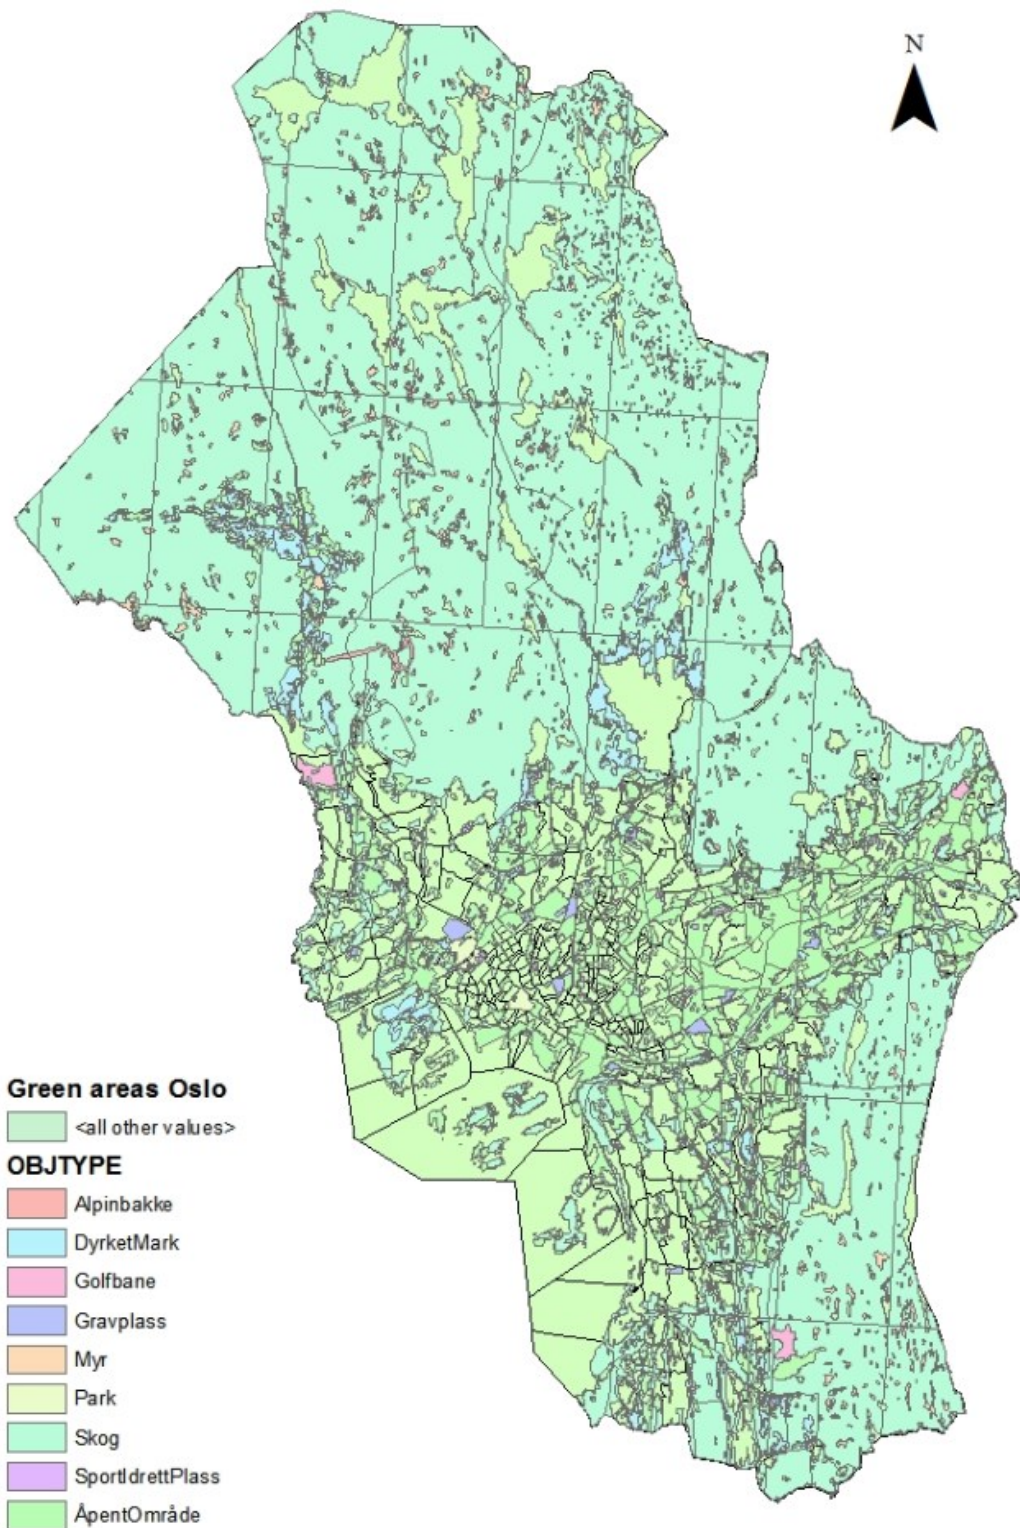 N
Green areas Oslo
<all other values>
OBJTYPE
Alpinbakke
DyrketMark
Golfbane
Gravplass
Myr
Park
Skog
SportIdrettPlass
ÅpentOmråde